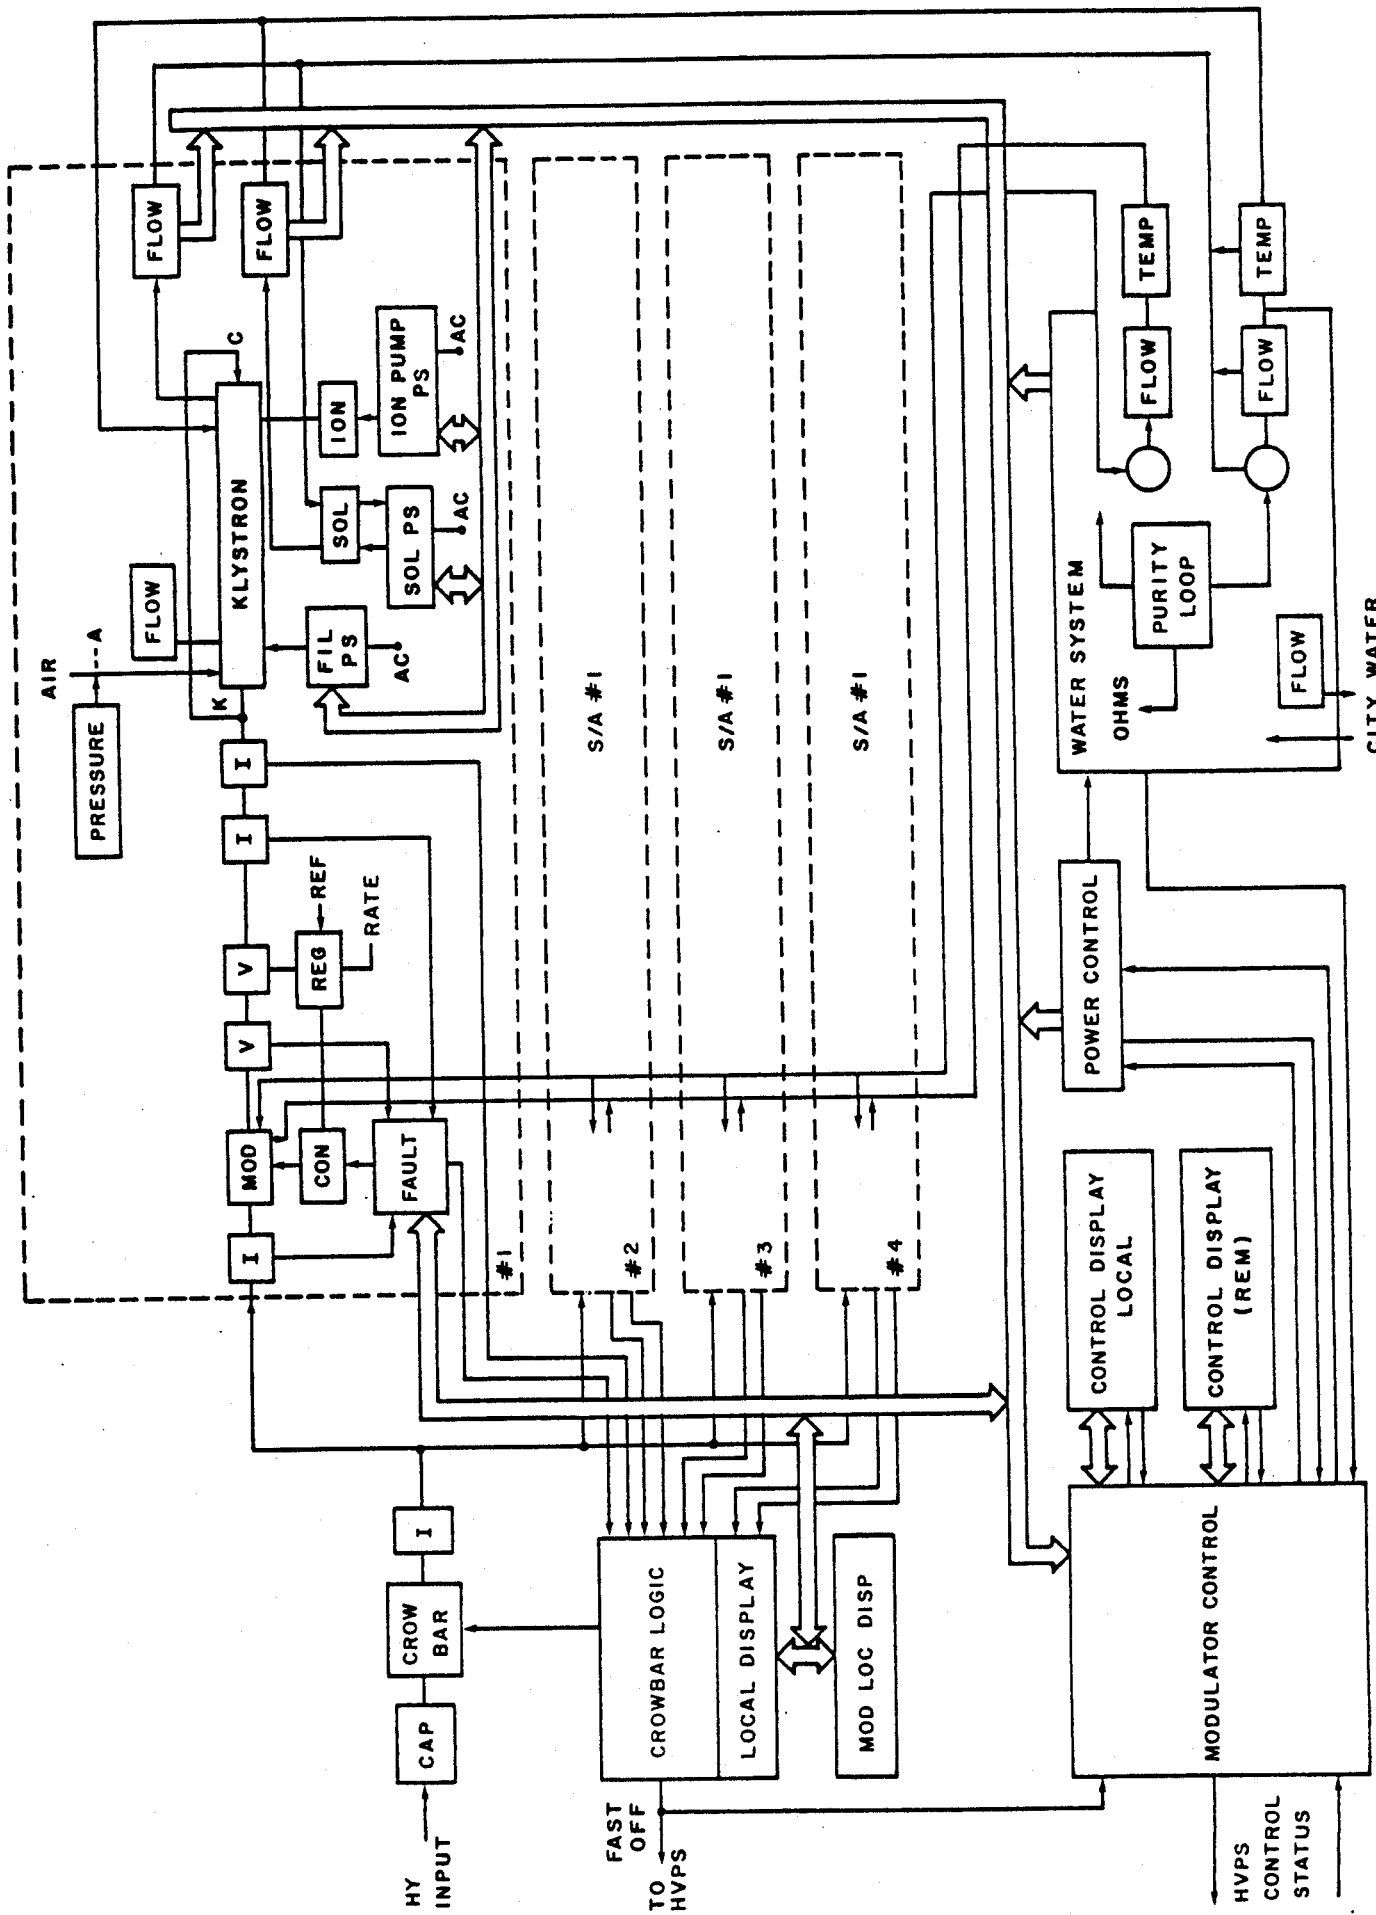 AIR
A
PRESSURE
FLOW
FLOW
K
KLYSTRON
C
I
MOD
V
V
I
I
FLOW
CON
REG
REF
RATE
FAULT
FIL
PS
AC
SOL
SOL PS
AC
ION
ION PUMP
PS
AC
HY
INPUT
CAP
CROW
BAR
I
#1
#2
S/A #1
#3
S/A #1
#4
S/A #1
FAST
OFF
TO
HVPS
CROWBAR LOGIC
LOCAL DISPLAY
MOD LOC DISP
CONTROL DISPLAY
LOCAL
CONTROL DISPLAY
(REM)
POWER CONTROL
WATER SYSTEM
OHMS
PURITY
LOOP
FLOW
TEMP
FLOW
TEMP
FLOW
CITY WATER
MODULATOR CONTROL
HVPS
CONTROL
STATUS